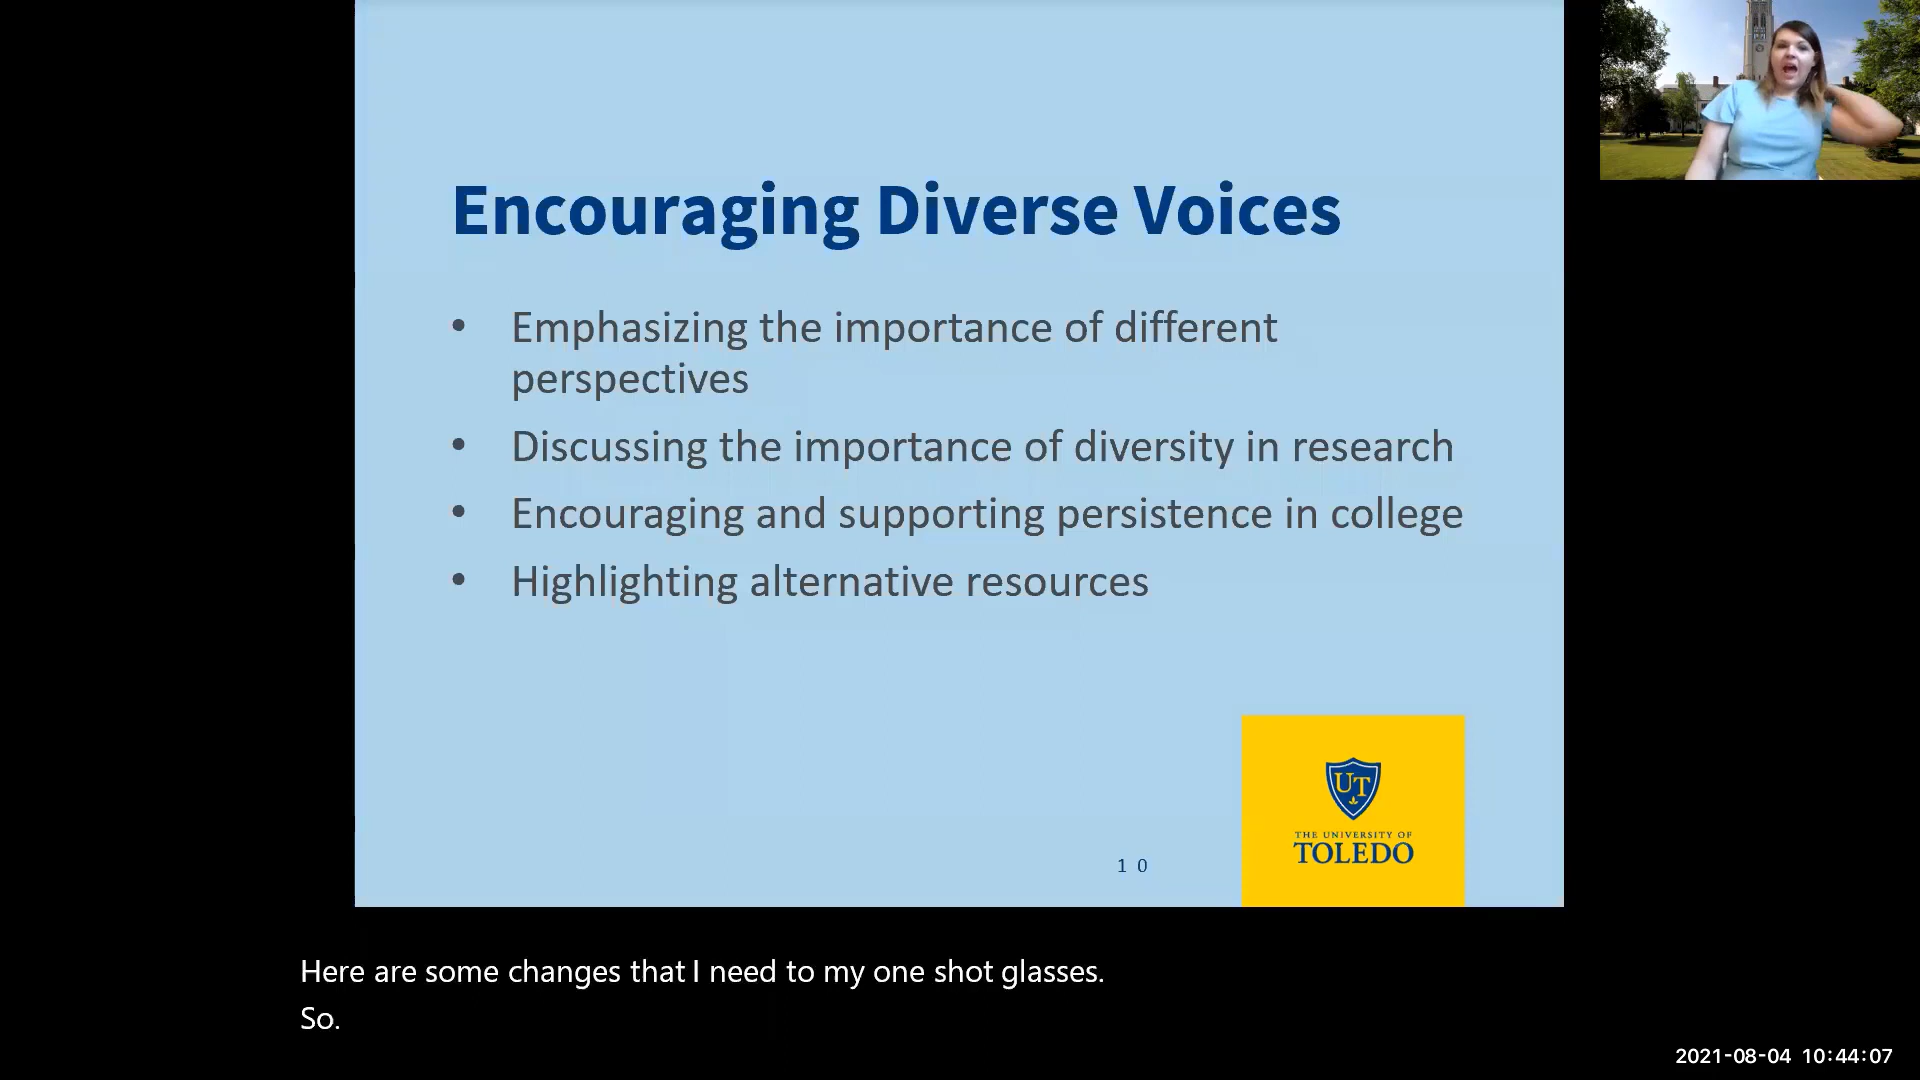 Encouraging Diverse Voices
• Emphasizing the importance of different
perspectives
• Discussing the importance of diversity in research
• Encouraging and supporting persistence in college
• Highlighting alternative resources
UT
THE UNIVERSITY OF
TOLEDO
1 0
Here are some changes that I need to my one shot glasses.
So.
2021-08-04 10:44:07